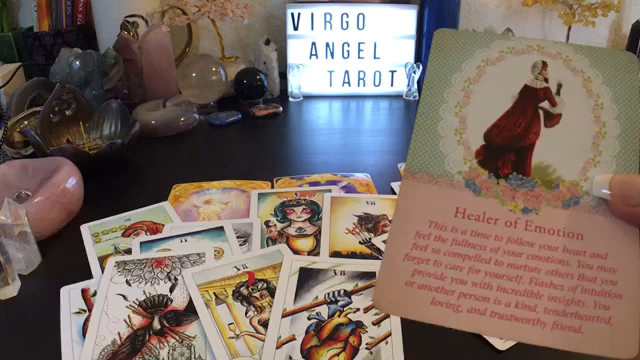 VIRGO
ANGEL
TAROT
Healer of Emotion
This is a time to follow your heart and
feel the fullness of your emotions. You may
feel so compelled to nurture others that you
forget to care for yourself. Flashes of intuition
provide you with incredible insights. You
or another person is a kind, tenderhearted,
loving, and trustworthy friend.
VII
VI
VII